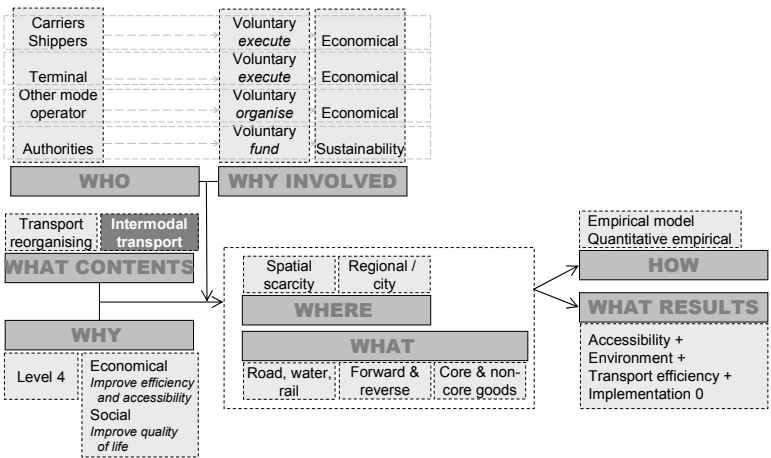 Carriers
Shippers
Voluntary
execute
Economical
Terminal
Voluntary
execute
Economical
Other mode
operator
Voluntary
organise
Economical
Authorities
Voluntary
fund
Sustainability
WHO
WHY INVOLVED
Transport
reorganising
Intermodal
transport
WHAT CONTENTS
WHY
Level 4
Economical
Improve efficiency
and accessibility
Social
Improve quality
of life
Spatial
scarcity
Regional /
city
WHERE
WHAT
Road, water,
rail
Forward &
reverse
Core & non-
core goods
Empirical model
Quantitative empirical
HOW
WHAT RESULTS
Accessibility +
Environment +
Transport efficiency +
Implementation 0